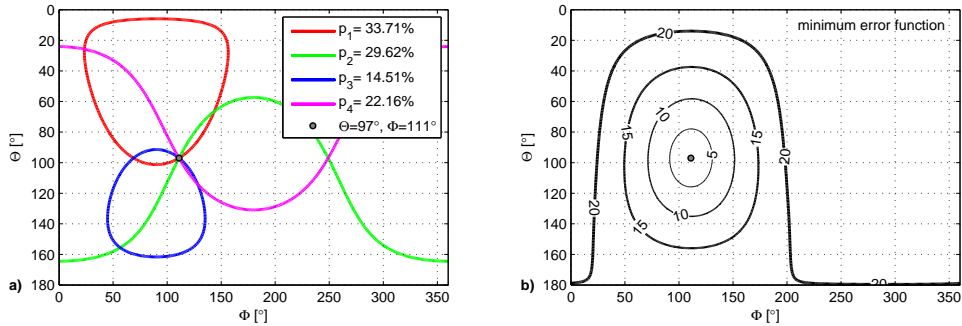 0
20
40
60
80
100
120
140
160
180
Θ [°]
a)
0 50 100 150 200 250 300 350
Φ [°]
p1= 33.71%
p2= 29.62%
p3= 14.51%
p4= 22.16%
Θ=97°, Φ=111°
0
20
40
60
80
100
120
140
160
180
Θ [°]
b)
0 50 100 150 200 250 300 350
Φ [°]
minimum error function
20
10
15
15
5
10
15
20
20
20